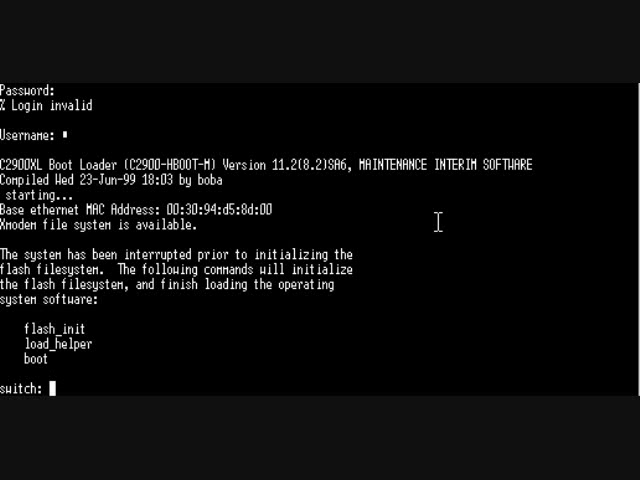 Password:
% Login invalid
Username:
C2900XL Boot Loader (C2900-HBOOT-M) Version 11.2(8.2)SA6, MAINTENANCE INTERIM SOFTWARE
Compiled Wed 23-Jun-99 18:03 by boba
starting...
Base ethernet MAC Address: 00:30:94:d5:8d:00
Xmodem file system is available.
The system has been interrupted prior to initializing the
flash filesystem.  The following commands will initialize
the flash filesystem, and finish loading the operating
system software:
flash_init
load_helper
boot
switch: